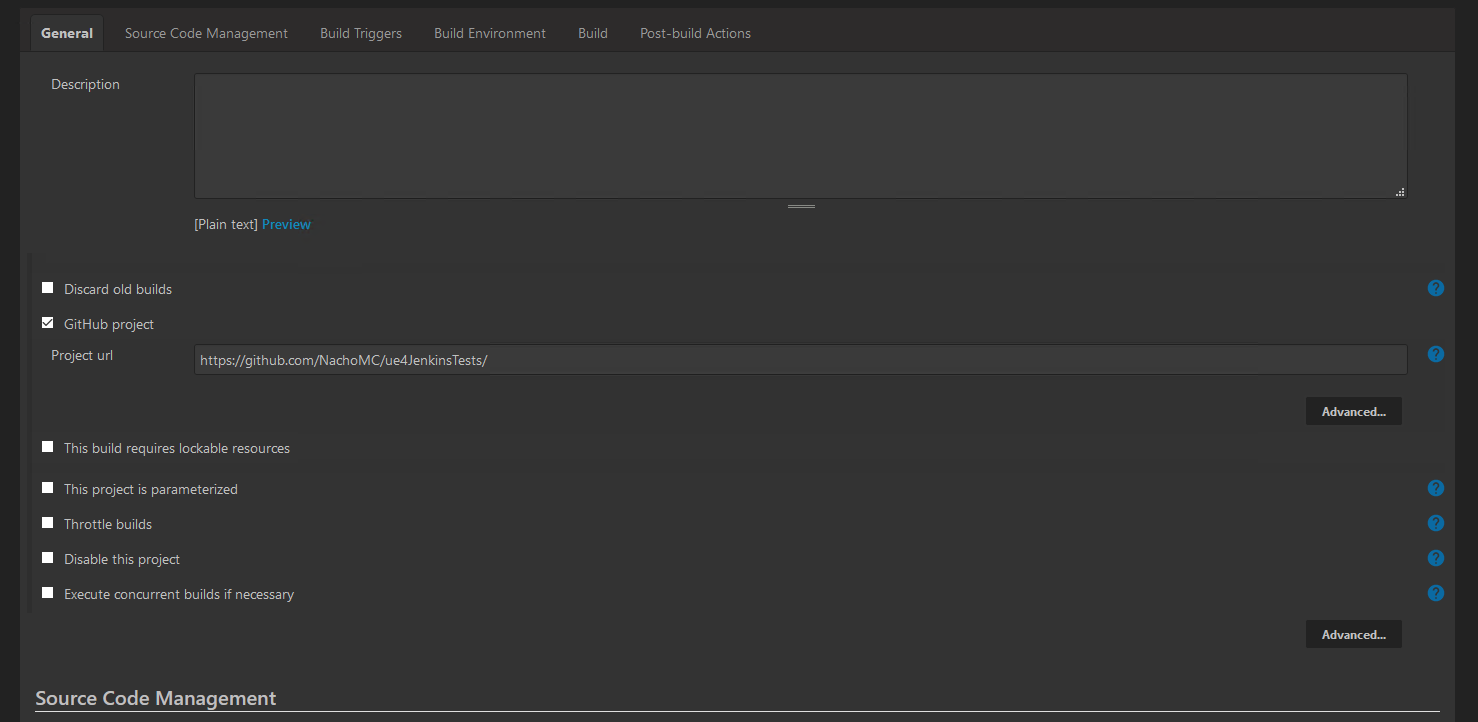 General Source Code Management Build Triggers Build Environment Build Post-build Actions
Description
[Plain text] Preview
Discard old builds ?
GitHub project
Project url https://github.com/NachoMC/ue4JenkinsTests/ ?
Advanced...
This build requires lockable resources
This project is parameterized ?
Throttle builds ?
Disable this project ?
Execute concurrent builds if necessary ?
Advanced...
Source Code Management